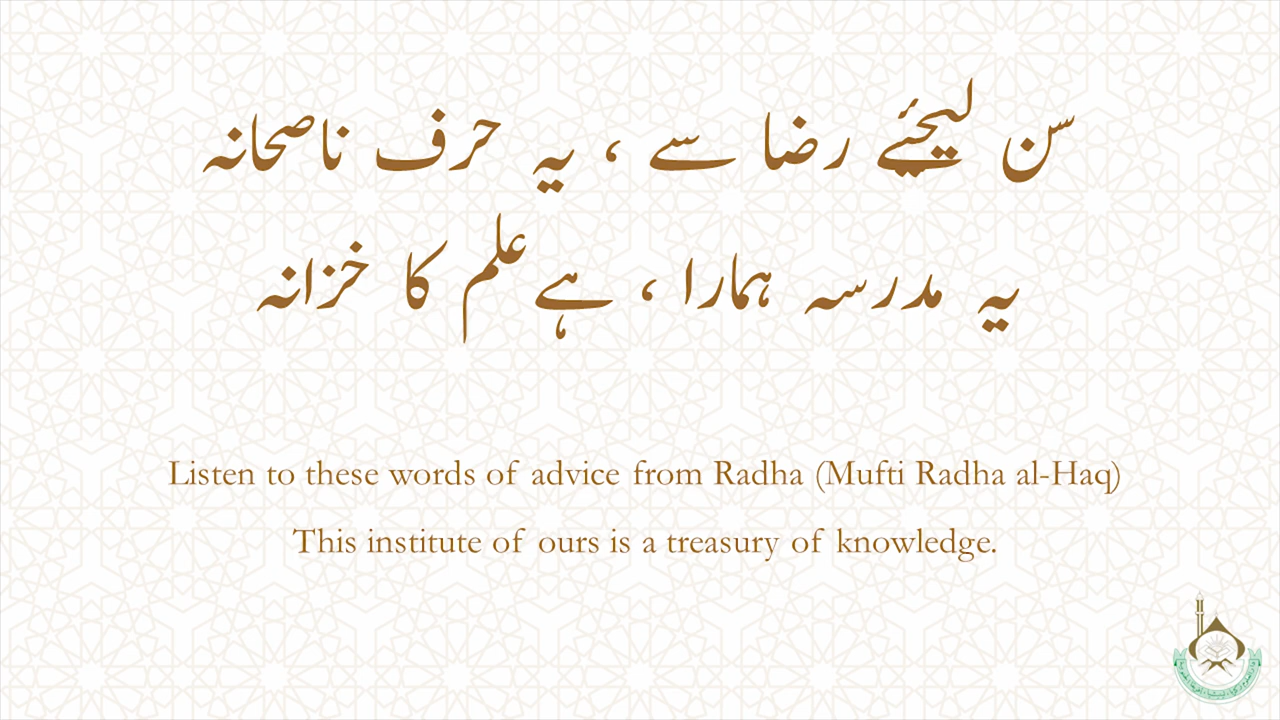 سن لیجئیے رضا سے ، یہ حرف ناصحانہ
یہ مدرسہ ہمارا ، ہے علم کا خزانہ
Listen to these words of advice from Radha (Mufti Radha al-Haq)
This institute of ours is a treasury of knowledge.